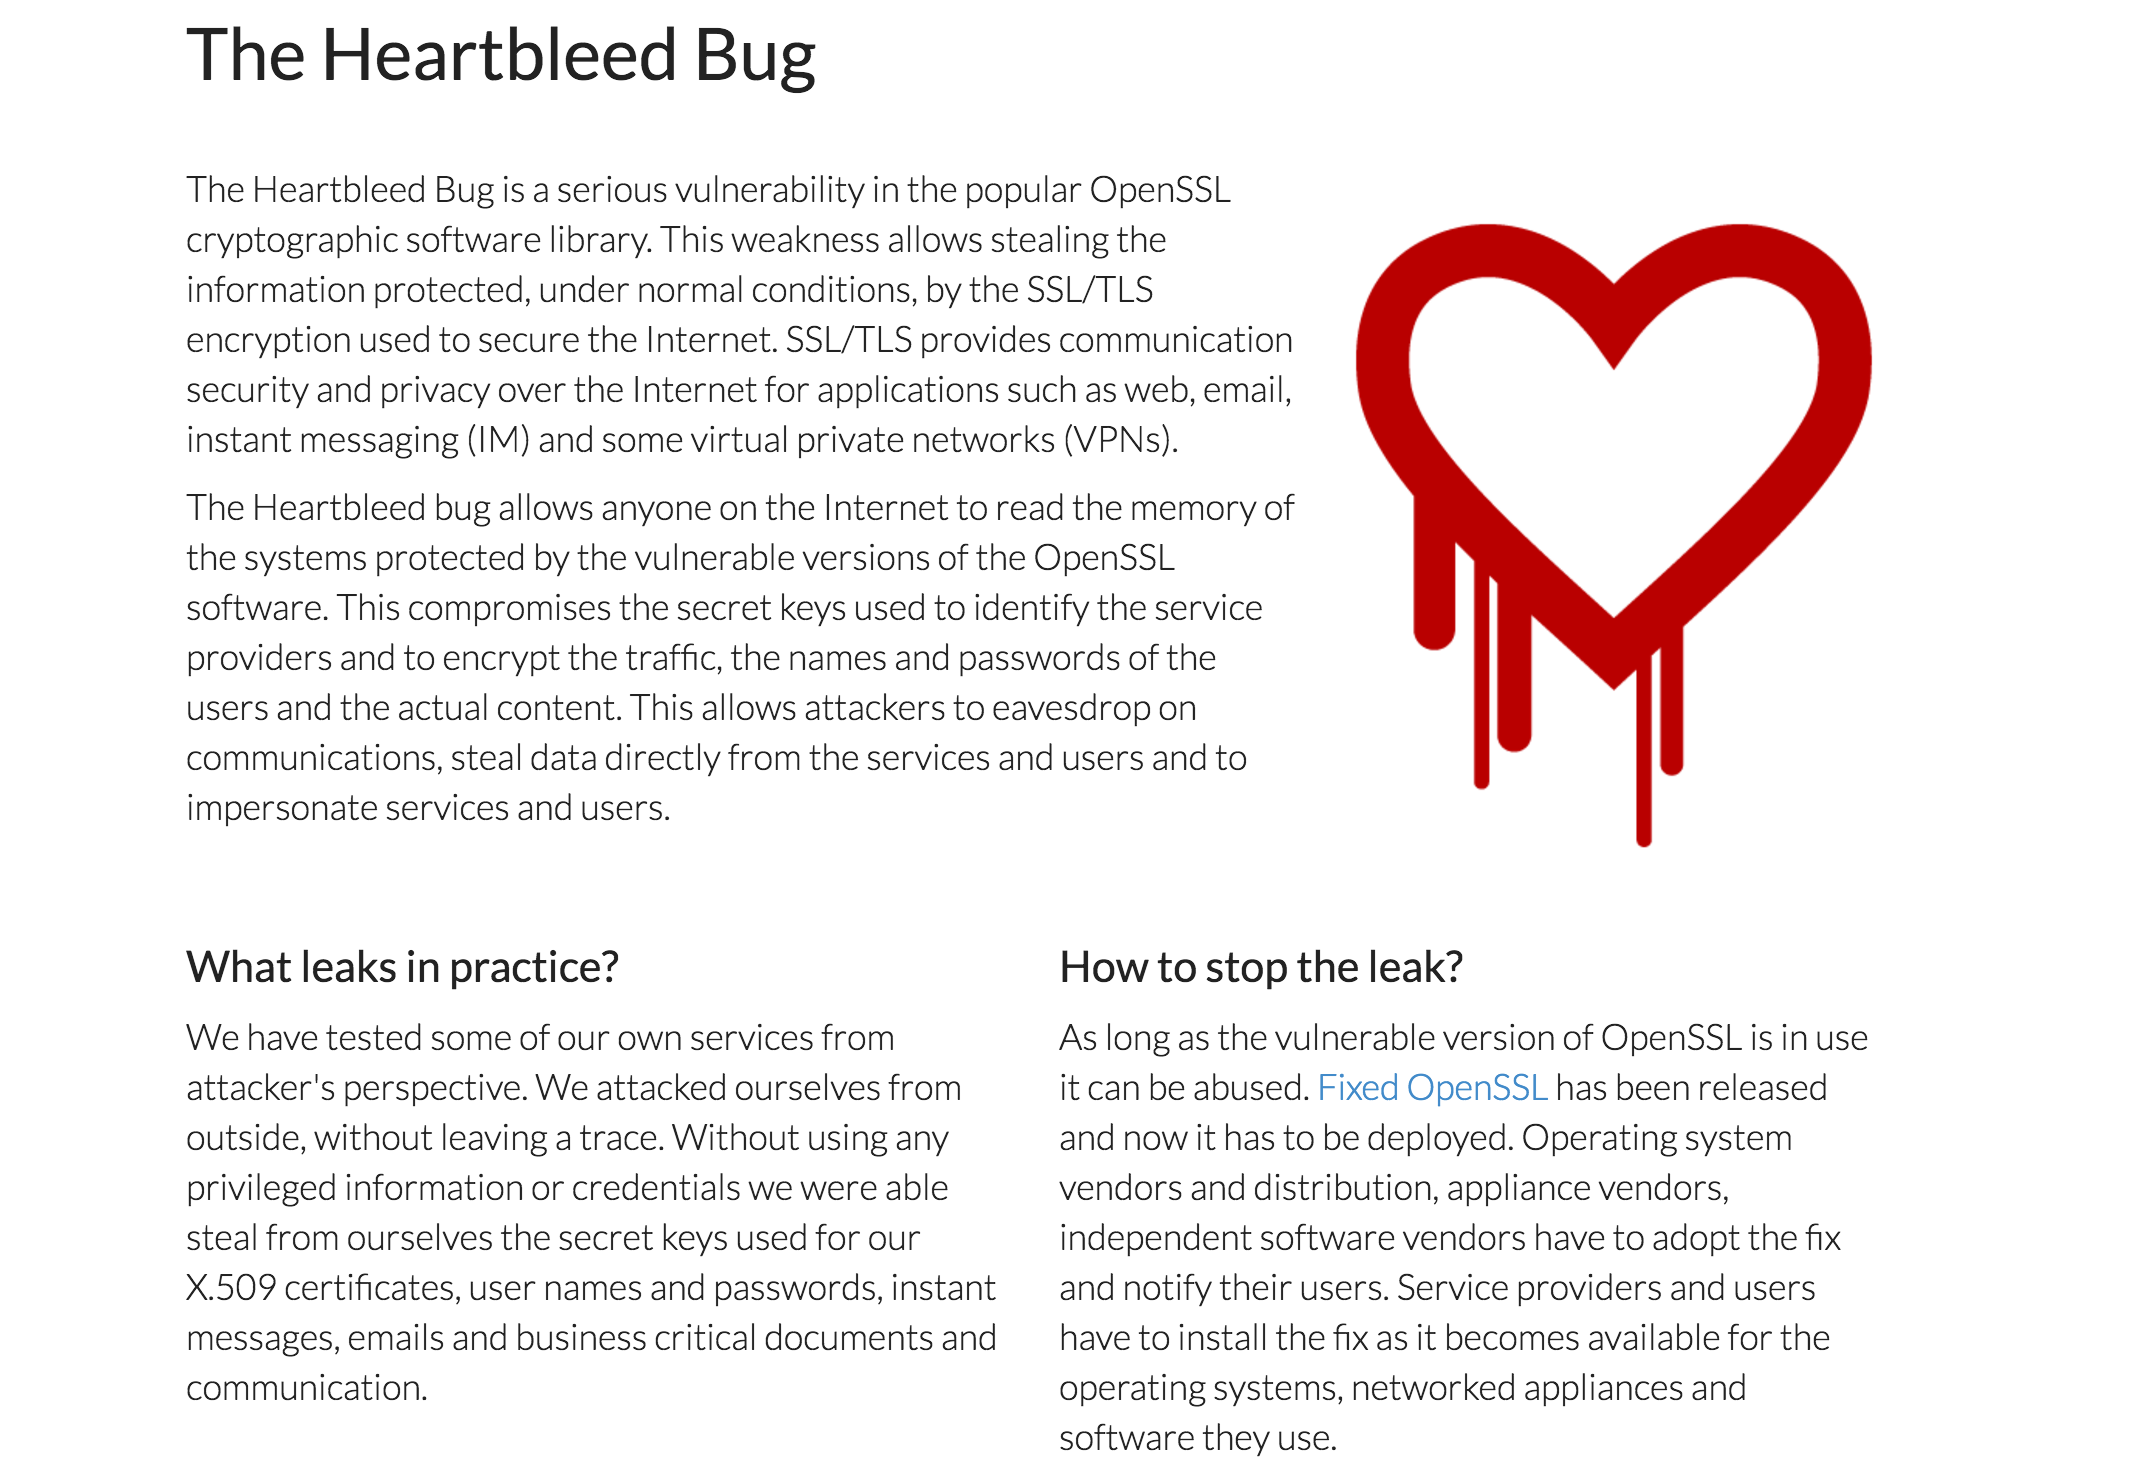 The Heartbleed Bug
The Heartbleed Bug is a serious vulnerability in the popular OpenSSL
cryptographic software library. This weakness allows stealing the
information protected, under normal conditions, by the SSL/TLS
encryption used to secure the Internet. SSL/TLS provides communication
security and privacy over the Internet for applications such as web, email,
instant messaging (IM) and some virtual private networks (VPNs).
The Heartbleed bug allows anyone on the Internet to read the memory of
the systems protected by the vulnerable versions of the OpenSSL
software. This compromises the secret keys used to identify the service
providers and to encrypt the traffic, the names and passwords of the
users and the actual content. This allows attackers to eavesdrop on
communications, steal data directly from the services and users and to
impersonate services and users.
What leaks in practice?
We have tested some of our own services from
attacker's perspective. We attacked ourselves from
outside, without leaving a trace. Without using any
privileged information or credentials we were able
steal from ourselves the secret keys used for our
X.509 certificates, user names and passwords, instant
messages, emails and business critical documents and
communication.
How to stop the leak?
As long as the vulnerable version of OpenSSL is in use
it can be abused. Fixed OpenSSL has been released
and now it has to be deployed. Operating system
vendors and distribution, appliance vendors,
independent software vendors have to adopt the fix
and notify their users. Service providers and users
have to install the fix as it becomes available for the
operating systems, networked appliances and
software they use.